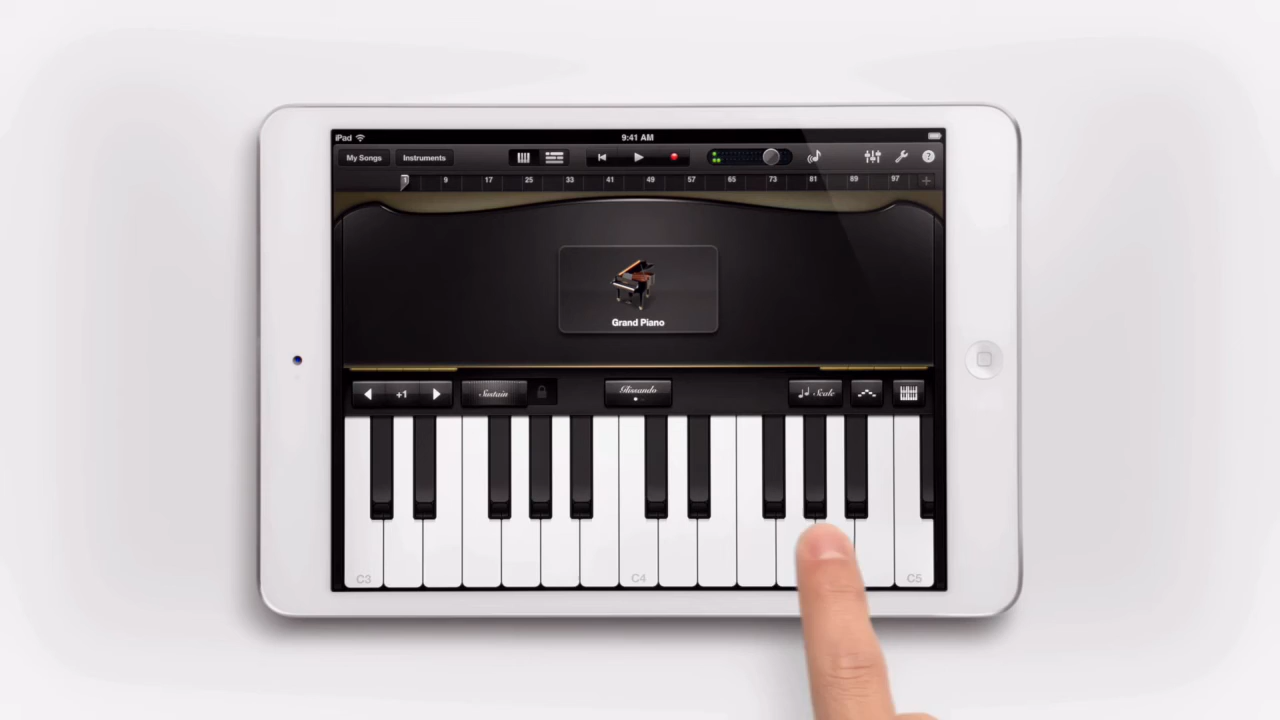 iPad 9:41 AM
My Songs Instruments
1 9 17 25 33 41 49 57 65 73 81 89 97 +
Grand Piano
+1 Sustain Glissando Scale
C3 C4 C5